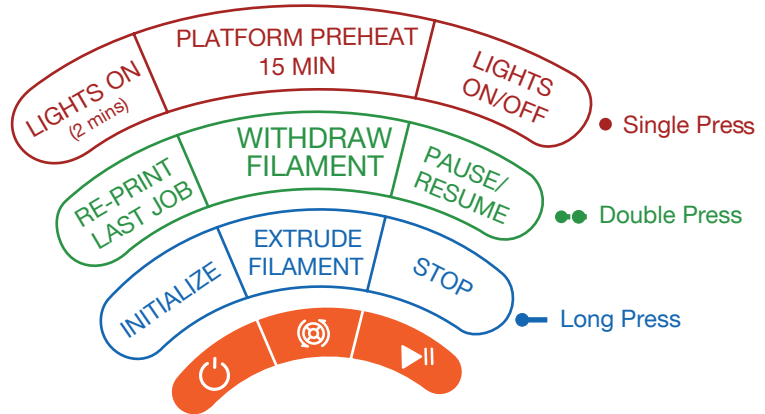 LIGHTS ON
(2 mins)
PLATFORM PREHEAT
15 MIN
LIGHTS
ON/OFF
Single Press
RE-PRINT
LAST JOB
WITHDRAW
FILAMENT
PAUSE/
RESUME
Double Press
INITIALIZE
EXTRUDE
FILAMENT
STOP
Long Press